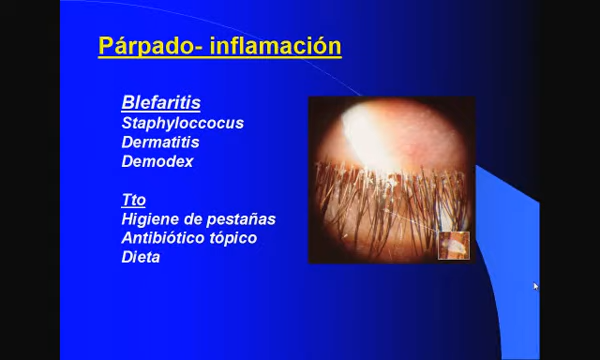 Párpado- inflamación
Blefaritis
Staphyloccocus
Dermatitis
Demodex
Tto
Higiene de pestañas
Antibiótico tópico
Dieta